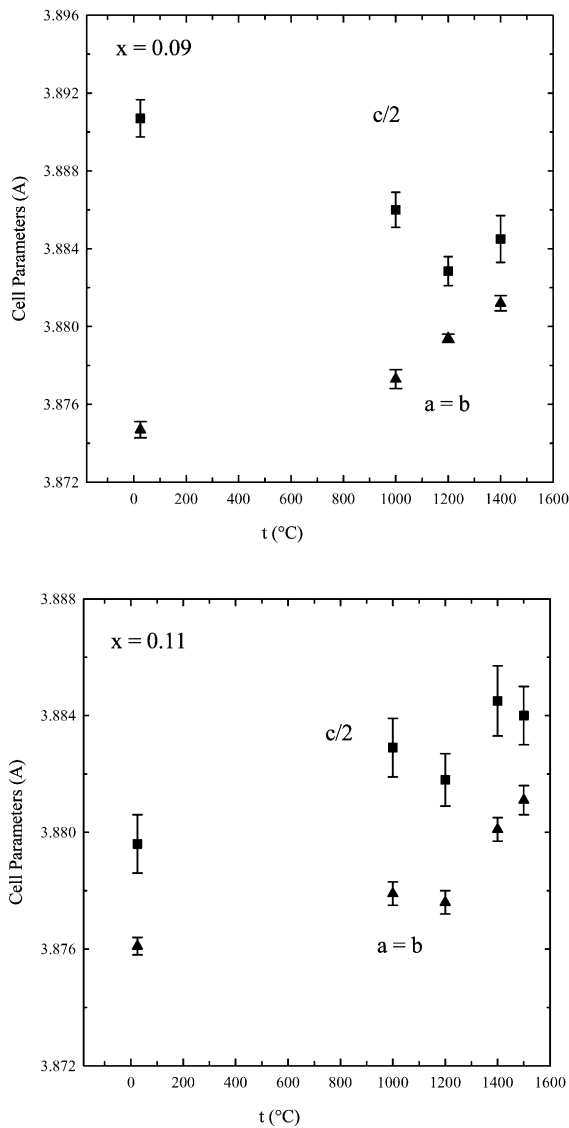 3.896
x = 0.09
3.892
c/2
3.888
3.884
3.880
3.876
a = b
3.872
0 200 400 600 800 1000 1200 1400 1600
Cell Parameters (A)
t (°C)
3.888
x = 0.11
3.884
c/2
3.880
3.876
a = b
3.872
0 200 400 600 800 1000 1200 1400 1600
Cell Parameters (A)
t (°C)